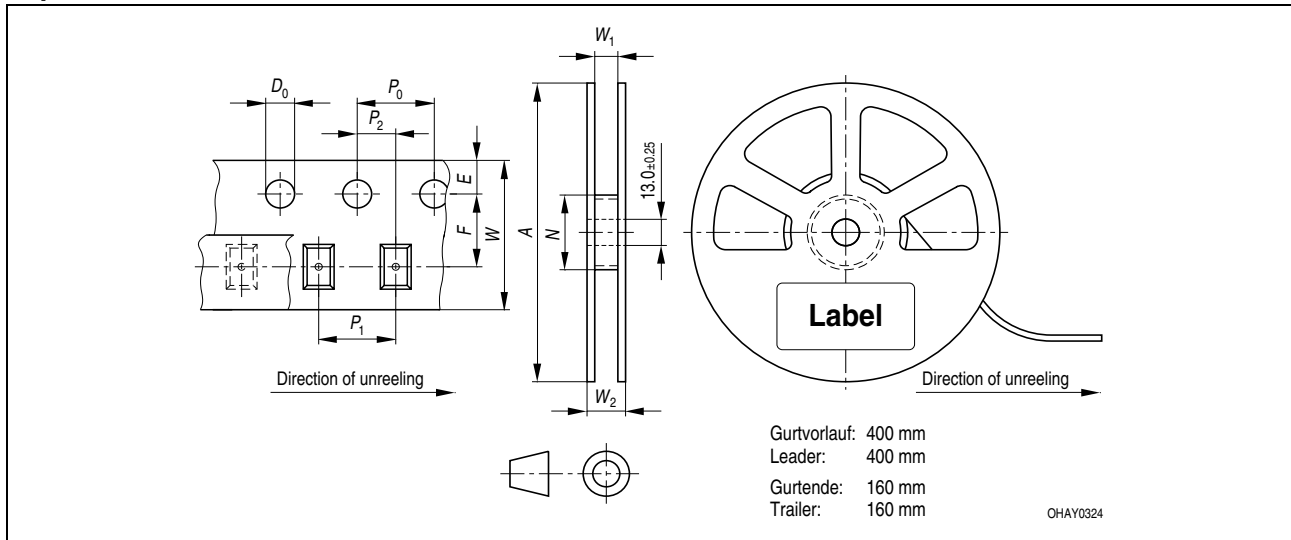 W1
D0
P0
P2
E
F
W
A
N
13.0±0.25
P1
W2
Label
Direction of unreeling
Direction of unreeling
Gurtvorlauf: 400 mm
Leader: 400 mm
Gurtende: 160 mm
Trailer: 160 mm
OHAY0324